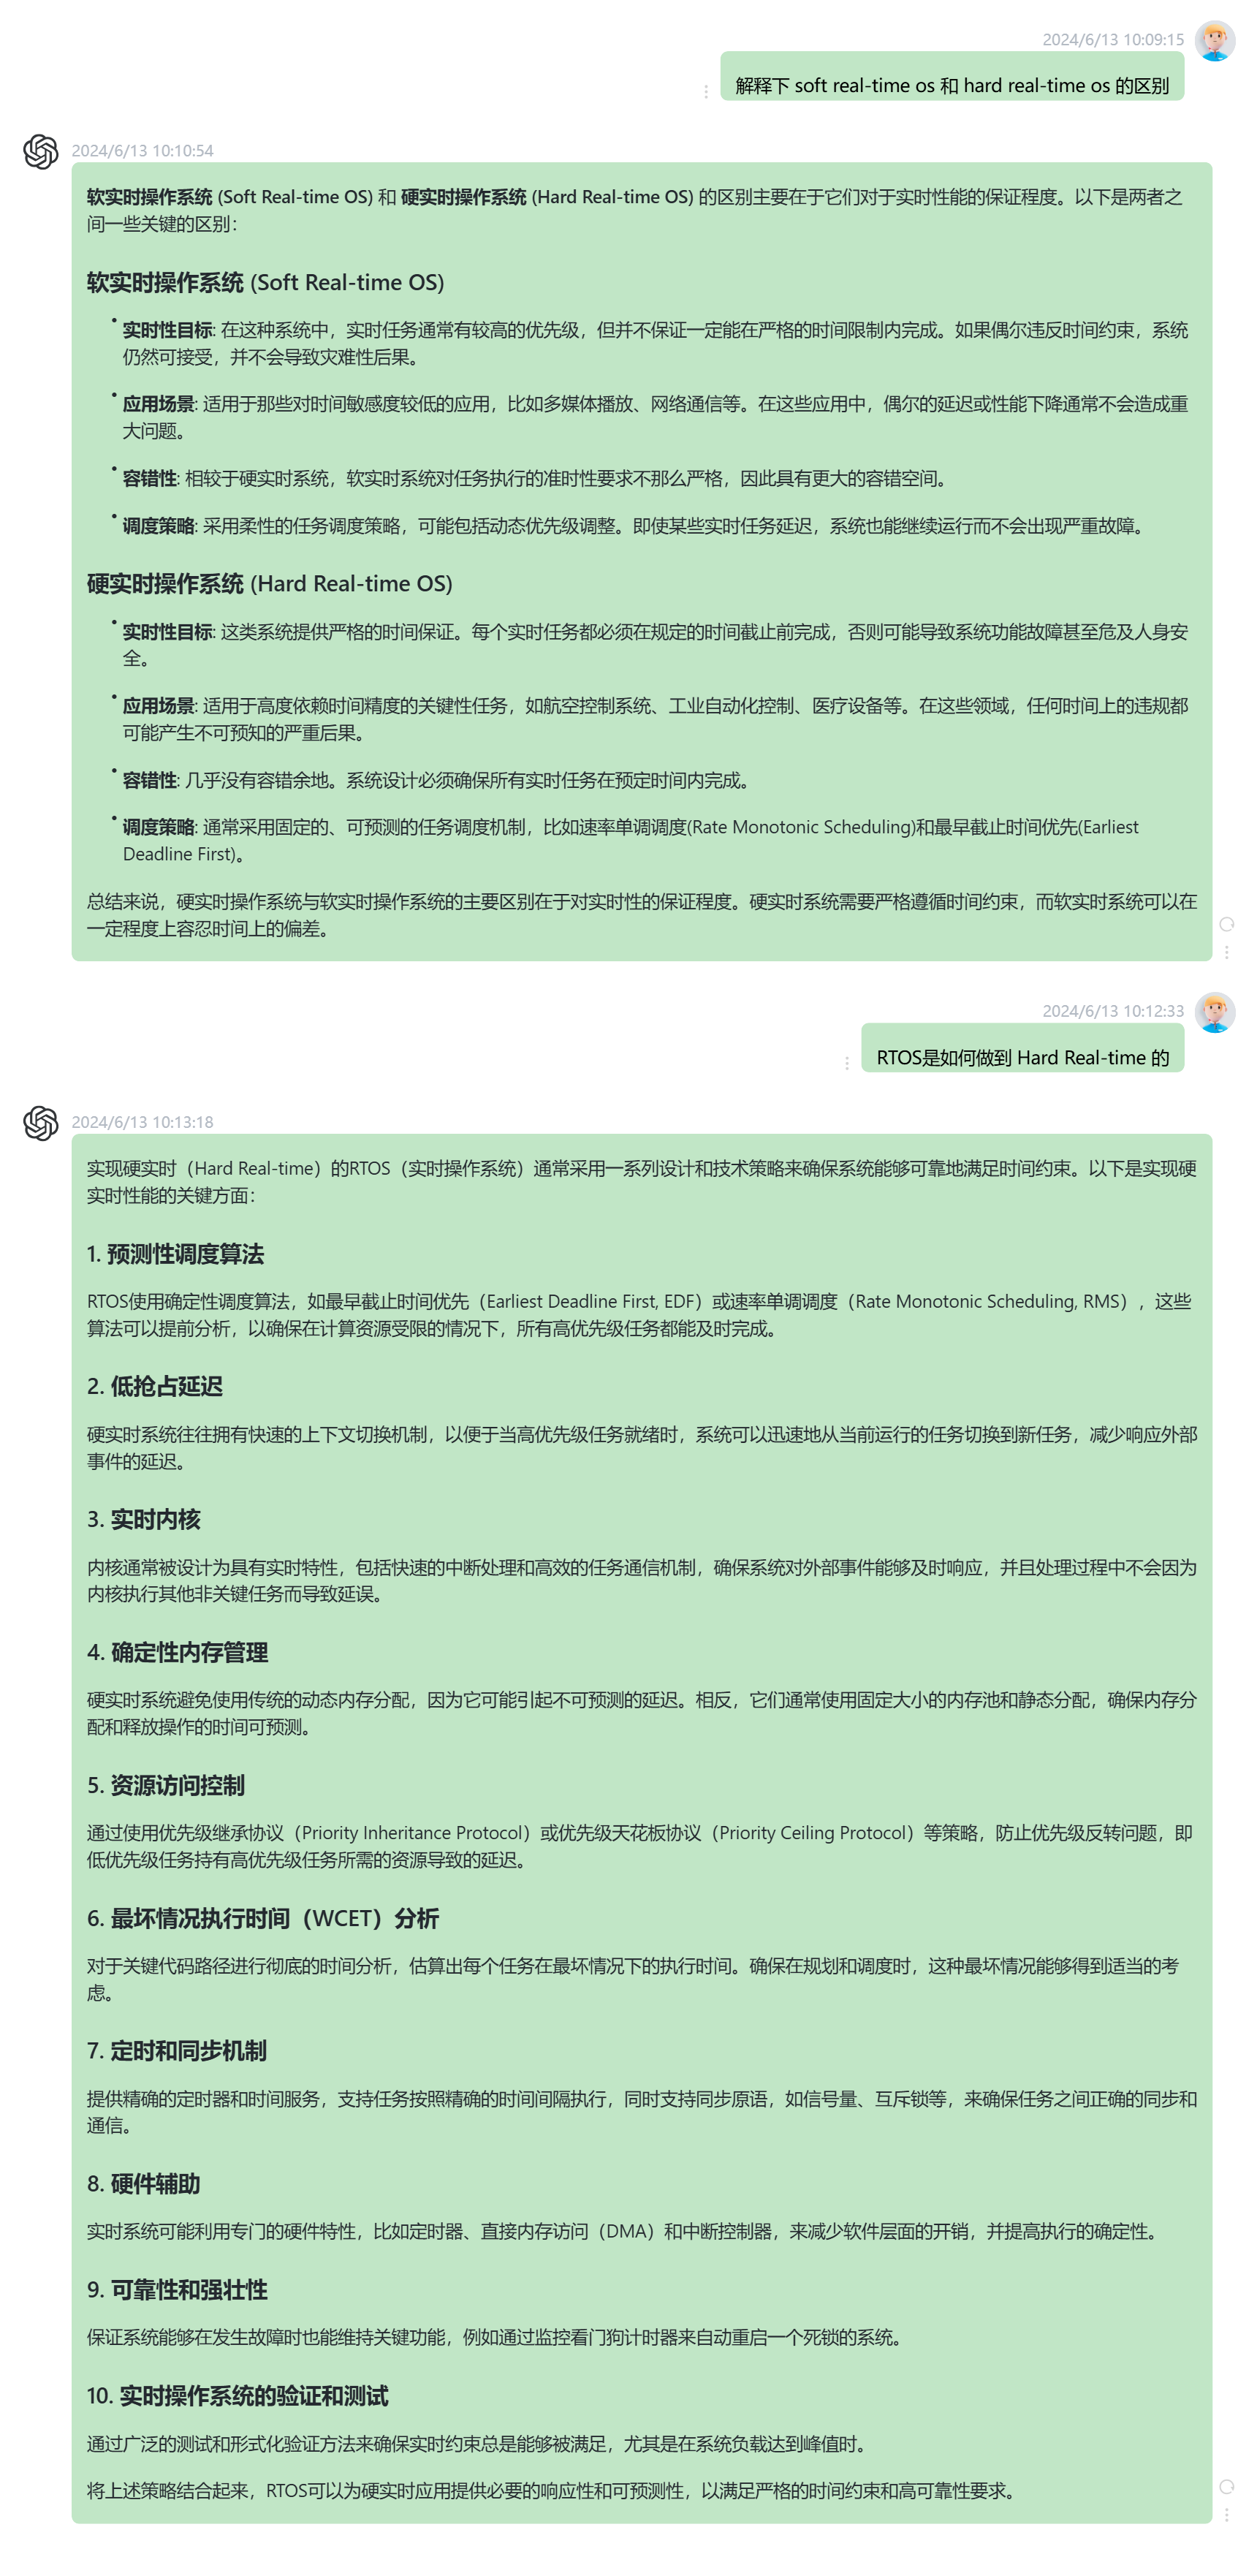 2024/6/13 10:09:15
解释下 soft real-time os 和 hard real-time os 的区别
2024/6/13 10:10:54
软实时操作系统 (Soft Real-time OS) 和 硬实时操作系统 (Hard Real-time OS) 的区别主要在于它们对于实时性能的保证程度。以下是两者之
间一些关键的区别：
软实时操作系统 (Soft Real-time OS)
• 实时性目标: 在这种系统中，实时任务通常有较高的优先级，但并不保证一定能在严格的时间限制内完成。如果偶尔违反时间约束，系统
仍然可接受，并不会导致灾难性后果。
• 应用场景: 适用于那些对时间敏感度较低的应用，比如多媒体播放、网络通信等。在这些应用中，偶尔的延迟或性能下降通常不会造成重
大问题。
• 容错性: 相较于硬实时系统，软实时系统对任务执行的准时性要求不那么严格，因此具有更大的容错空间。
• 调度策略: 采用柔性的任务调度策略，可能包括动态优先级调整。即使某些实时任务延迟，系统也能继续运行而不会出现严重故障。
硬实时操作系统 (Hard Real-time OS)
• 实时性目标: 这类系统提供严格的时间保证。每个实时任务都必须在规定的时间截止前完成，否则可能导致系统功能故障甚至危及人身安
全。
• 应用场景: 适用于高度依赖时间精度的关键性任务，如航空控制系统、工业自动化控制、医疗设备等。在这些领域，任何时间上的违规都
可能产生不可预知的严重后果。
• 容错性: 几乎没有容错余地。系统设计必须确保所有实时任务在预定时间内完成。
• 调度策略: 通常采用固定的、可预测的任务调度机制，比如速率单调调度(Rate Monotonic Scheduling)和最早截止时间优先(Earliest
Deadline First)。
总结来说，硬实时操作系统与软实时操作系统的主要区别在于对实时性的保证程度。硬实时系统需要严格遵循时间约束，而软实时系统可以在
一定程度上容忍时间上的偏差。
2024/6/13 10:12:33
RTOS是如何做到 Hard Real-time 的
2024/6/13 10:13:18
实现硬实时（Hard Real-time）的RTOS（实时操作系统）通常采用一系列设计和技术策略来确保系统能够可靠地满足时间约束。以下是实现硬
实时性能的关键方面：
1. 预测性调度算法
RTOS使用确定性调度算法，如最早截止时间优先（Earliest Deadline First, EDF）或速率单调调度（Rate Monotonic Scheduling, RMS），这些
算法可以提前分析，以确保在计算资源受限的情况下，所有高优先级任务都能及时完成。
2. 低抢占延迟
硬实时系统往往拥有快速的上下文切换机制，以便于当高优先级任务就绪时，系统可以迅速地从当前运行的任务切换到新任务，减少响应外部
事件的延迟。
3. 实时内核
内核通常被设计为具有实时特性，包括快速的中断处理和高效的任务通信机制，确保系统对外部事件能够及时响应，并且处理过程中不会因为
内核执行其他非关键任务而导致延误。
4. 确定性内存管理
硬实时系统避免使用传统的动态内存分配，因为它可能引起不可预测的延迟。相反，它们通常使用固定大小的内存池和静态分配，确保内存分
配和释放操作的时间可预测。
5. 资源访问控制
通过使用优先级继承协议（Priority Inheritance Protocol）或优先级天花板协议（Priority Ceiling Protocol）等策略，防止优先级反转问题，即
低优先级任务持有高优先级任务所需的资源导致的延迟。
6. 最坏情况执行时间（WCET）分析
对于关键代码路径进行彻底的时间分析，估算出每个任务在最坏情况下的执行时间。确保在规划和调度时，这种最坏情况能够得到适当的考
虑。
7. 定时和同步机制
提供精确的定时器和时间服务，支持任务按照精确的时间间隔执行，同时支持同步原语，如信号量、互斥锁等，来确保任务之间正确的同步和
通信。
8. 硬件辅助
实时系统可能利用专门的硬件特性，比如定时器、直接内存访问（DMA）和中断控制器，来减少软件层面的开销，并提高执行的确定性。
9. 可靠性和强壮性
保证系统能够在发生故障时也能维持关键功能，例如通过监控看门狗计时器来自动重启一个死锁的系统。
10. 实时操作系统的验证和测试
通过广泛的测试和形式化验证方法来确保实时约束总是能够被满足，尤其是在系统负载达到峰值时。
将上述策略结合起来，RTOS可以为硬实时应用提供必要的响应性和可预测性，以满足严格的时间约束和高可靠性要求。